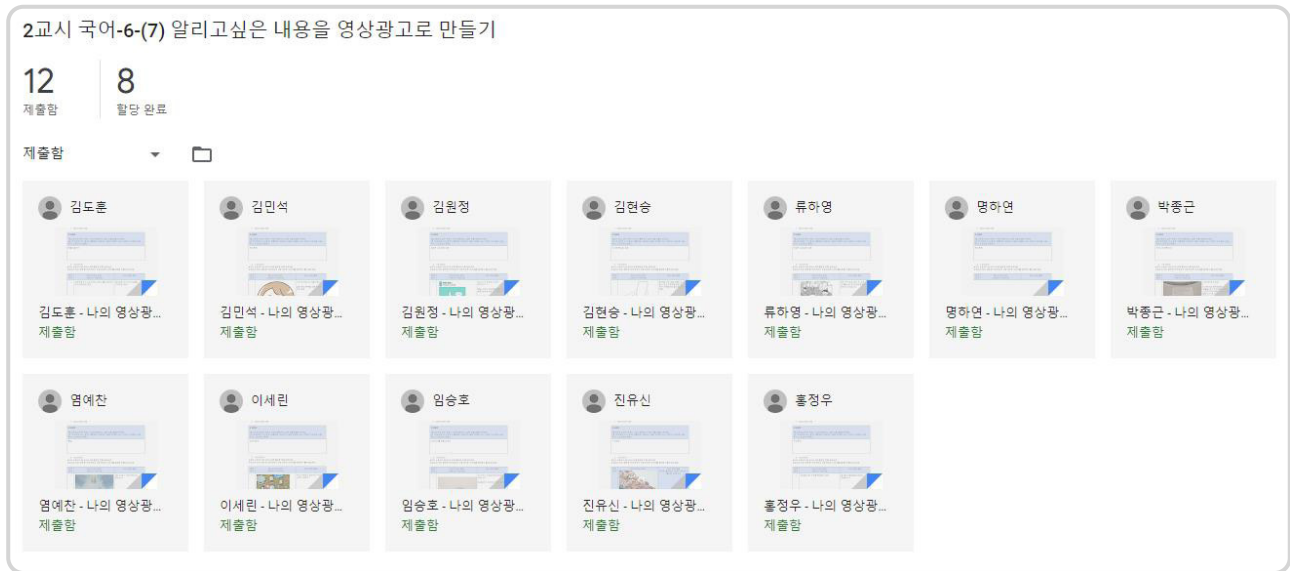 2교시 국어-6-(7) 알리고싶은 내용을 영상광고로 만들기
12
제출함
8
할당 완료
제출함
김도훈
김민석
김원정
김현승
류하영
명하연
박종근
김도훈 - 나의 영상광...
김민석 - 나의 영상광...
김원정 - 나의 영상광...
김현승 - 나의 영상광...
류하영 - 나의 영상광...
명하연 - 나의 영상광...
박종근 - 나의 영상광...
제출함
제출함
제출함
제출함
제출함
제출함
제출함
염예찬
이세린
임승호
진유신
홍정우
염예찬 - 나의 영상광...
이세린 - 나의 영상광...
임승호 - 나의 영상광...
진유신 - 나의 영상광...
홍정우 - 나의 영상광...
제출함
제출함
제출함
제출함
제출함